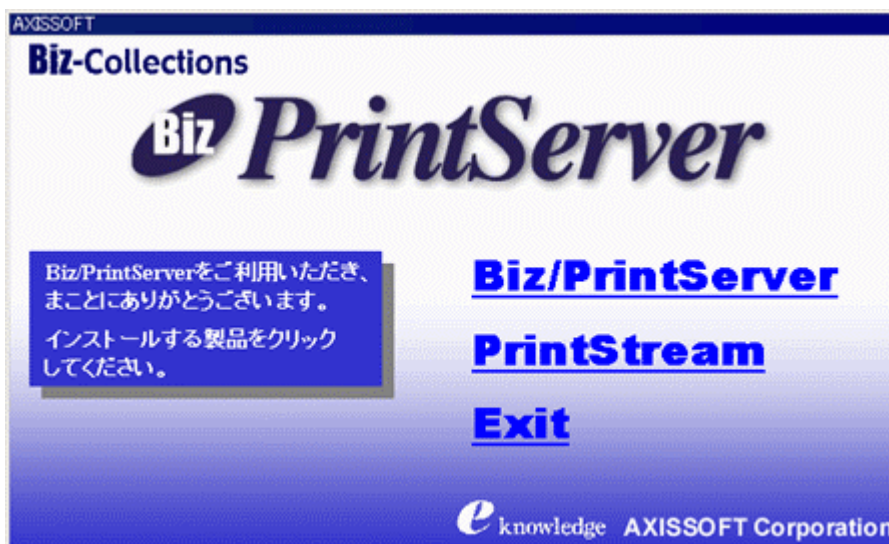 AXISSOFT
Biz-Collections
Biz PrintServer
Biz/PrintServerをご利用いただき、
まことにありがとうございます。
インストールする製品をクリック
してください。
Biz/PrintServer
PrintStream
Exit
e knowledge AXISSOFT Corporation